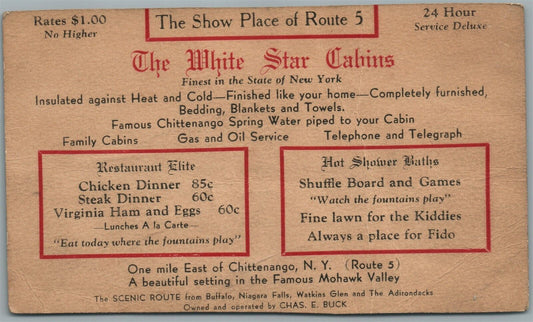 Rates $1.00
No Higher
The Show Place of Route 5
24 Hour
Service Deluxe
The White Star Cabins
Finest in the State of New York
Insulated against Heat and Cold—Finished like your home—Completely furnished,
Bedding, Blankets and Towels.
Famous Chittenango Spring Water piped to your Cabin
Family Cabins Gas and Oil Service Telephone and Telegraph
Restaurant Elite
Chicken Dinner 85c
Steak Dinner 60c
Virginia Ham and Eggs 60c
—Lunches A la Carte—
"Eat today where the fountains play"
Hot Shower Baths
Shuffle Board and Games
"Watch the fountains play"
Fine lawn for the Kiddies
Always a place for Fido
One mile East of Chittenango, N. Y. (Route 5)
A beautiful setting in the Famous Mohawk Valley
The SCENIC ROUTE from Buffalo, Niagara Falls, Watkins Glen and The Adirondacks
Owned and operated by CHAS. E. BUCK